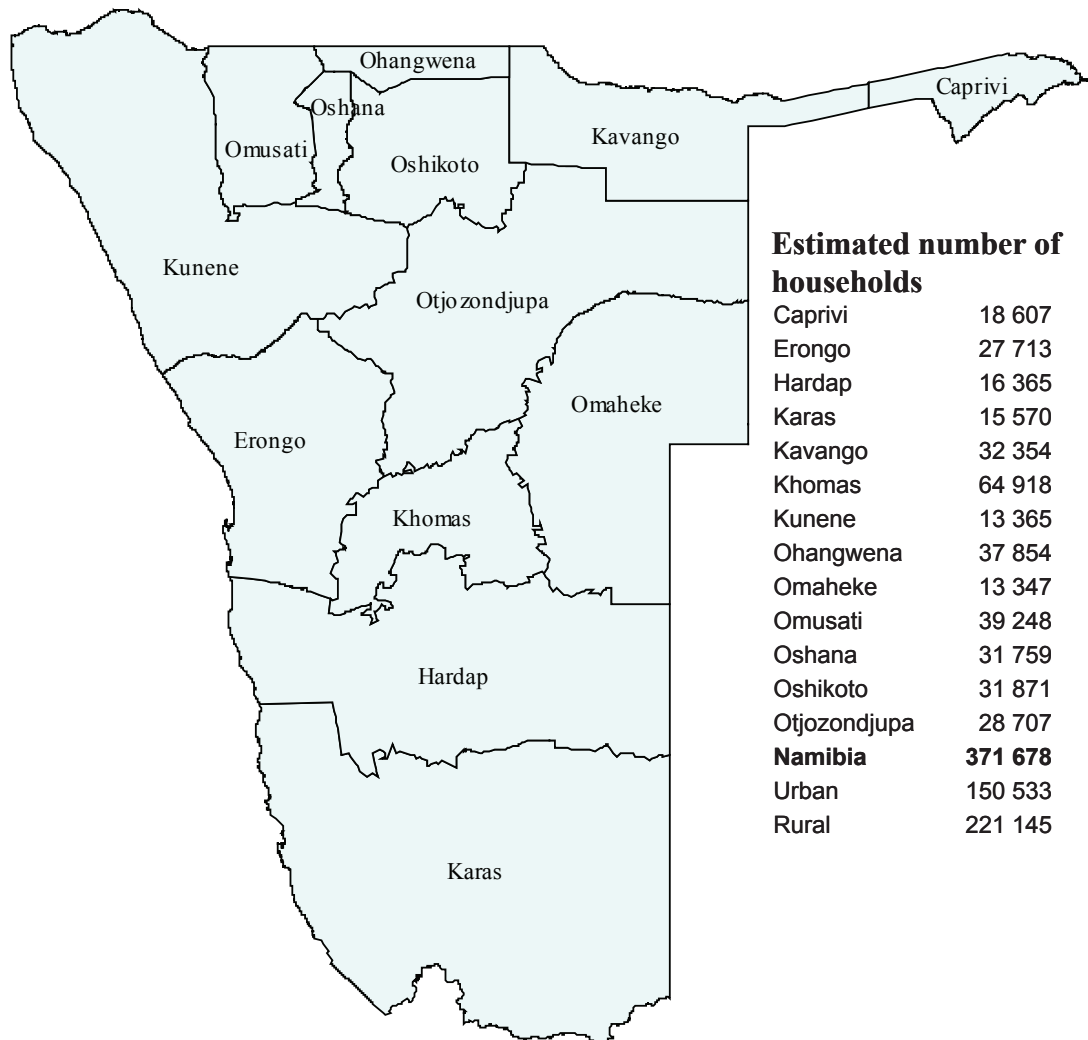 Ohangwena
Caprivi
Oshana
Kavango
Omusati
Oshikoto
Kunene
Otjozondjupa
Omaheke
Erongo
Khomas
Hardap
Karas
Estimated number of
households
Caprivi 18 607
Erongo 27 713
Hardap 16 365
Karas 15 570
Kavango 32 354
Khomas 64 918
Kunene 13 365
Ohangwena 37 854
Omaheke 13 347
Omusati 39 248
Oshana 31 759
Oshikoto 31 871
Otjozondjupa 28 707
Namibia 371 678
Urban 150 533
Rural 221 145